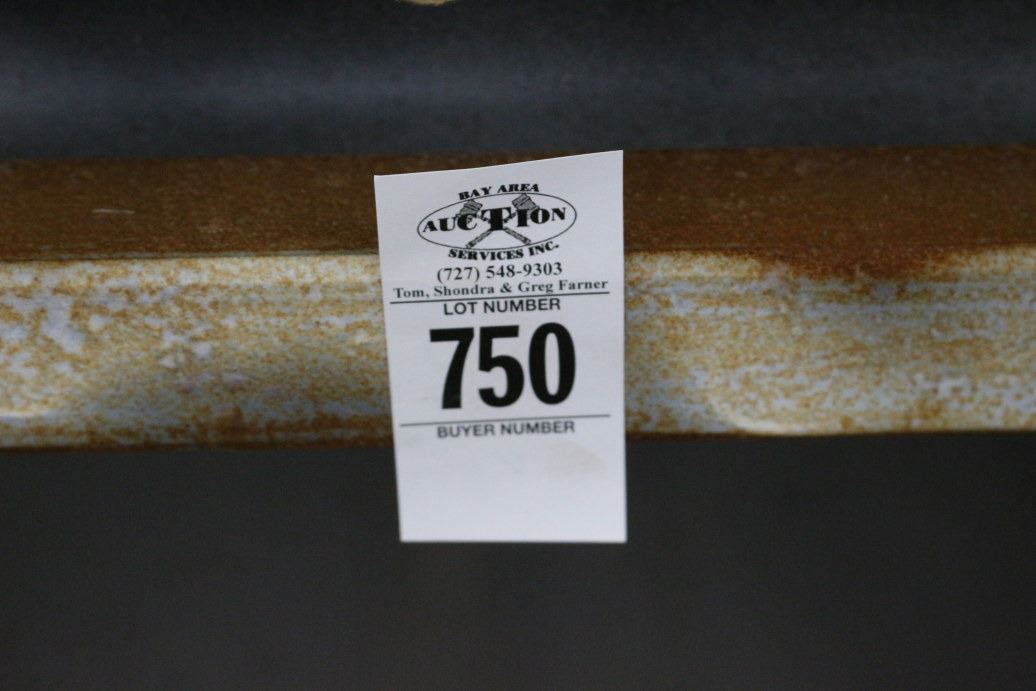 BAY AREA
AUCTION
SERVICES INC.
(727) 548-9303
Tom, Shondra & Greg Farner
LOT NUMBER
750
BUYER NUMBER